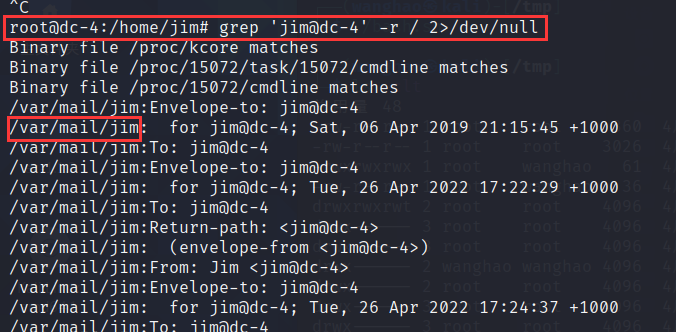 ^C
root@dc-4:/home/jim# grep 'jim@dc-4' -r / 2>/dev/null
Binary file /proc/kcore matches
Binary file /proc/15072/task/15072/cmdline matches
Binary file /proc/15072/cmdline matches
/var/mail/jim:Envelope-to: jim@dc-4
/var/mail/jim:  for jim@dc-4; Sat, 06 Apr 2019 21:15:45 +1000
/var/mail/jim:To: jim@dc-4
/var/mail/jim:Envelope-to: jim@dc-4
/var/mail/jim:  for jim@dc-4; Tue, 26 Apr 2022 17:22:29 +1000
/var/mail/jim:To: jim@dc-4
/var/mail/jim:Return-path: <jim@dc-4>
/var/mail/jim:  (envelope-from <jim@dc-4>)
/var/mail/jim:From: Jim <jim@dc-4>
/var/mail/jim:Envelope-to: jim@dc-4
/var/mail/jim:  for jim@dc-4; Tue, 26 Apr 2022 17:24:37 +1000
/var/mail/jim:To: jim@dc-4